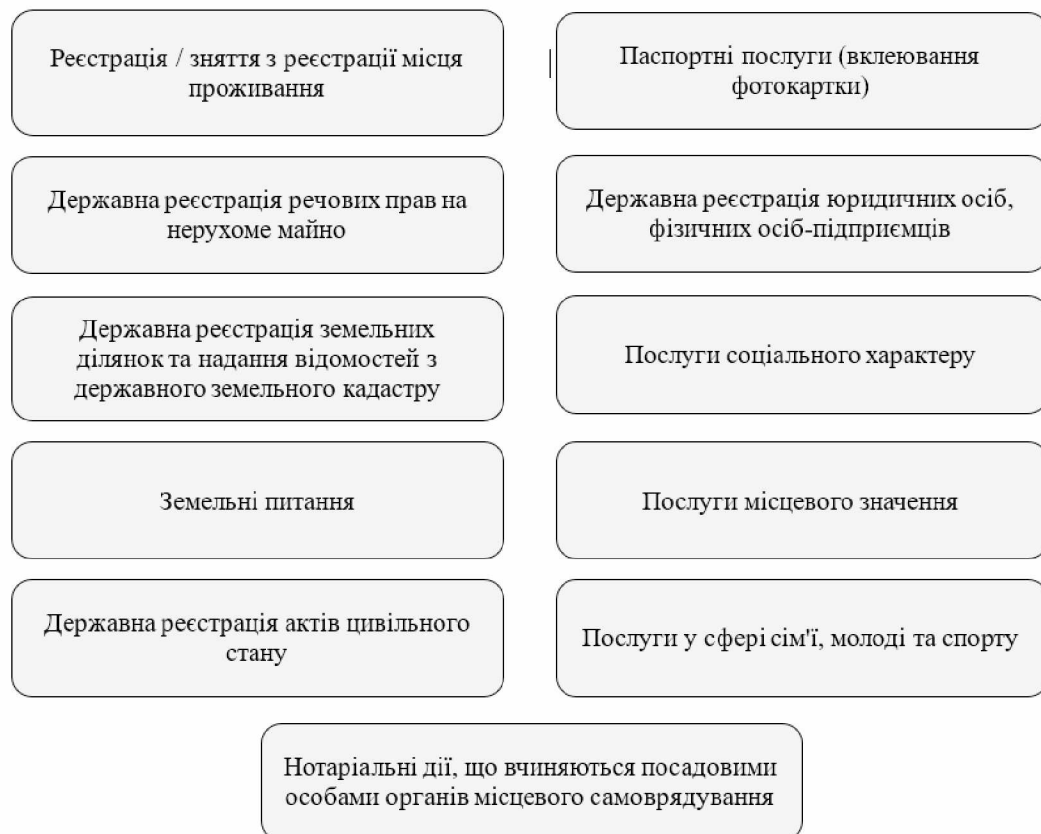 Реєстрація / зняття з реєстрації місця
проживання
Паспортні послуги (вклеювання
фотокартки)
Державна реєстрація речових прав на
нерухоме майно
Державна реєстрація юридичних осіб,
фізичних осіб-підприємців
Державна реєстрація земельних
ділянок та надання відомостей з
державного земельного кадастру
Послуги соціального характеру
Земельні питання
Послуги місцевого значення
Державна реєстрація актів цивільного
стану
Послуги у сфері сім'ї, молоді та спорту
Нотаріальні дії, що вчиняються посадовими
особами органів місцевого самоврядування